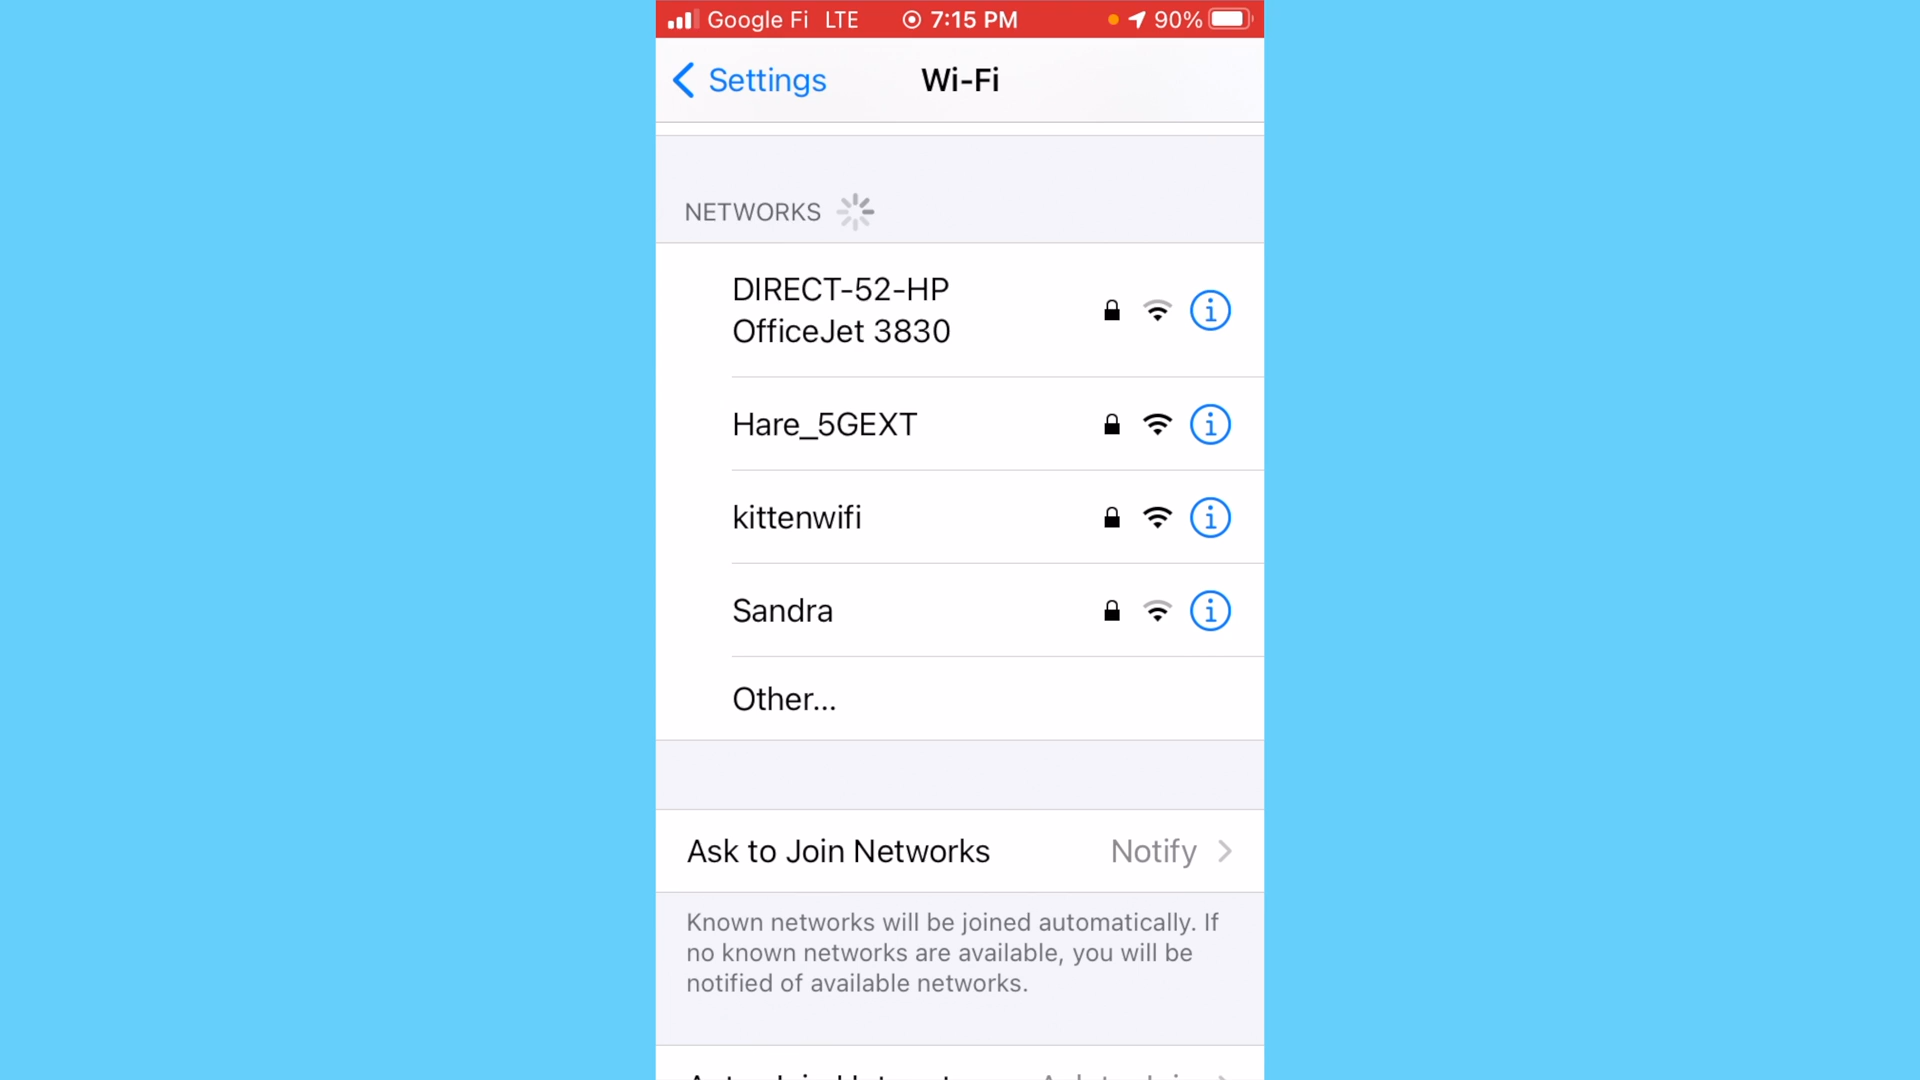 Google Fi LTE 7:15 PM 90%
Settings Wi-Fi
NETWORKS
DIRECT-52-HP
OfficeJet 3830
Hare_5GEXT
kittenwifi
Sandra
Other...
Ask to Join Networks Notify
Known networks will be joined automatically. If
no known networks are available, you will be
notified of available networks.